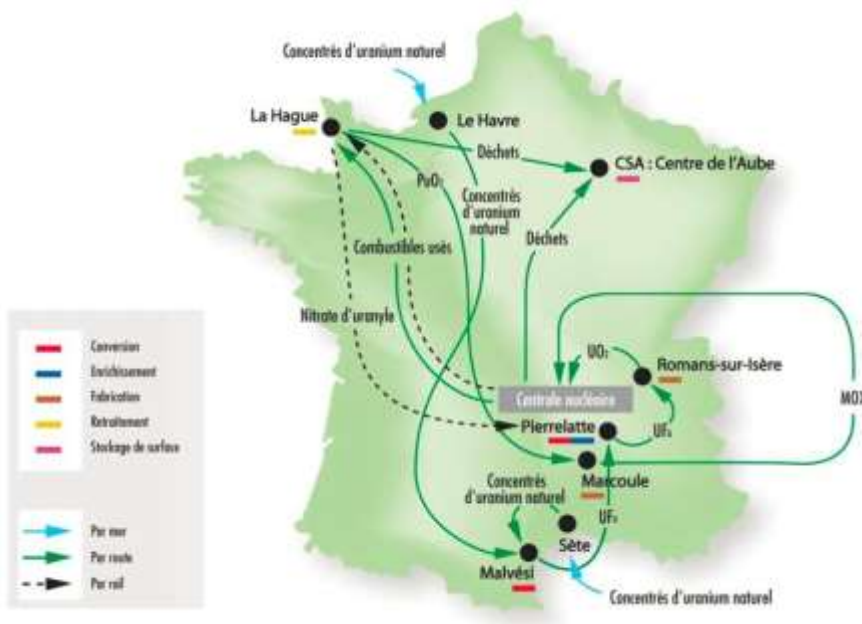 Concentrés d'uranium naturel
La Hague
Le Havre
Déchets
CSA : Centre de l'Aube
PuO₂
Concentrés
d'uranium
naturel
Déchets
Combustibles usés
Nitrate d'uranyle
UO₂
Romans-sur-Isère
Centrale nucléaire
MOX
Pierrelatte
UF₆
Marcoule
Concentrés
d'uranium naturel
Sète
Malvési
Concentrés d'uranium naturel
Conversion
Enrichissement
Fabrication
Retraitement
Stockage de surface
Par mer
Par route
Par rail